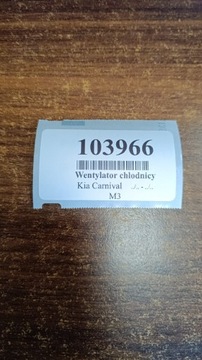 103966
Wentylator chłodnicy
Kia Carnival ../.. - ../..
M3